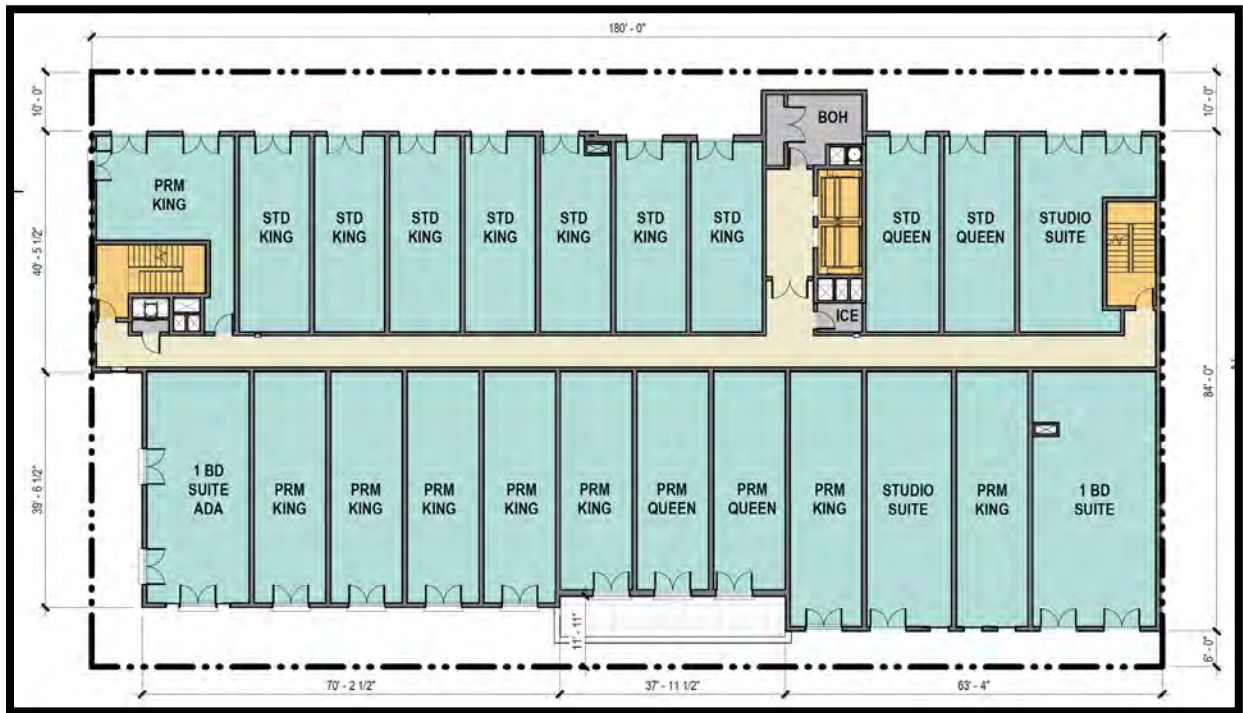 180' - 0"
10' - 0"
10' - 0"
BOH
PRM
KING
STD
KING
STD
KING
STD
KING
STD
KING
STD
KING
STD
KING
STD
KING
STD
QUEEN
STD
QUEEN
STUDIO
SUITE
40' - 5 1/2"
ICE
84' - 0"
39' - 6 1/2"
1 BD
SUITE
ADA
PRM
KING
PRM
KING
PRM
KING
PRM
KING
PRM
KING
PRM
QUEEN
PRM
QUEEN
PRM
KING
STUDIO
SUITE
PRM
KING
1 BD
SUITE
11' - 11"
6' - 0"
70' - 2 1/2"
37' - 11 1/2"
63' - 4"